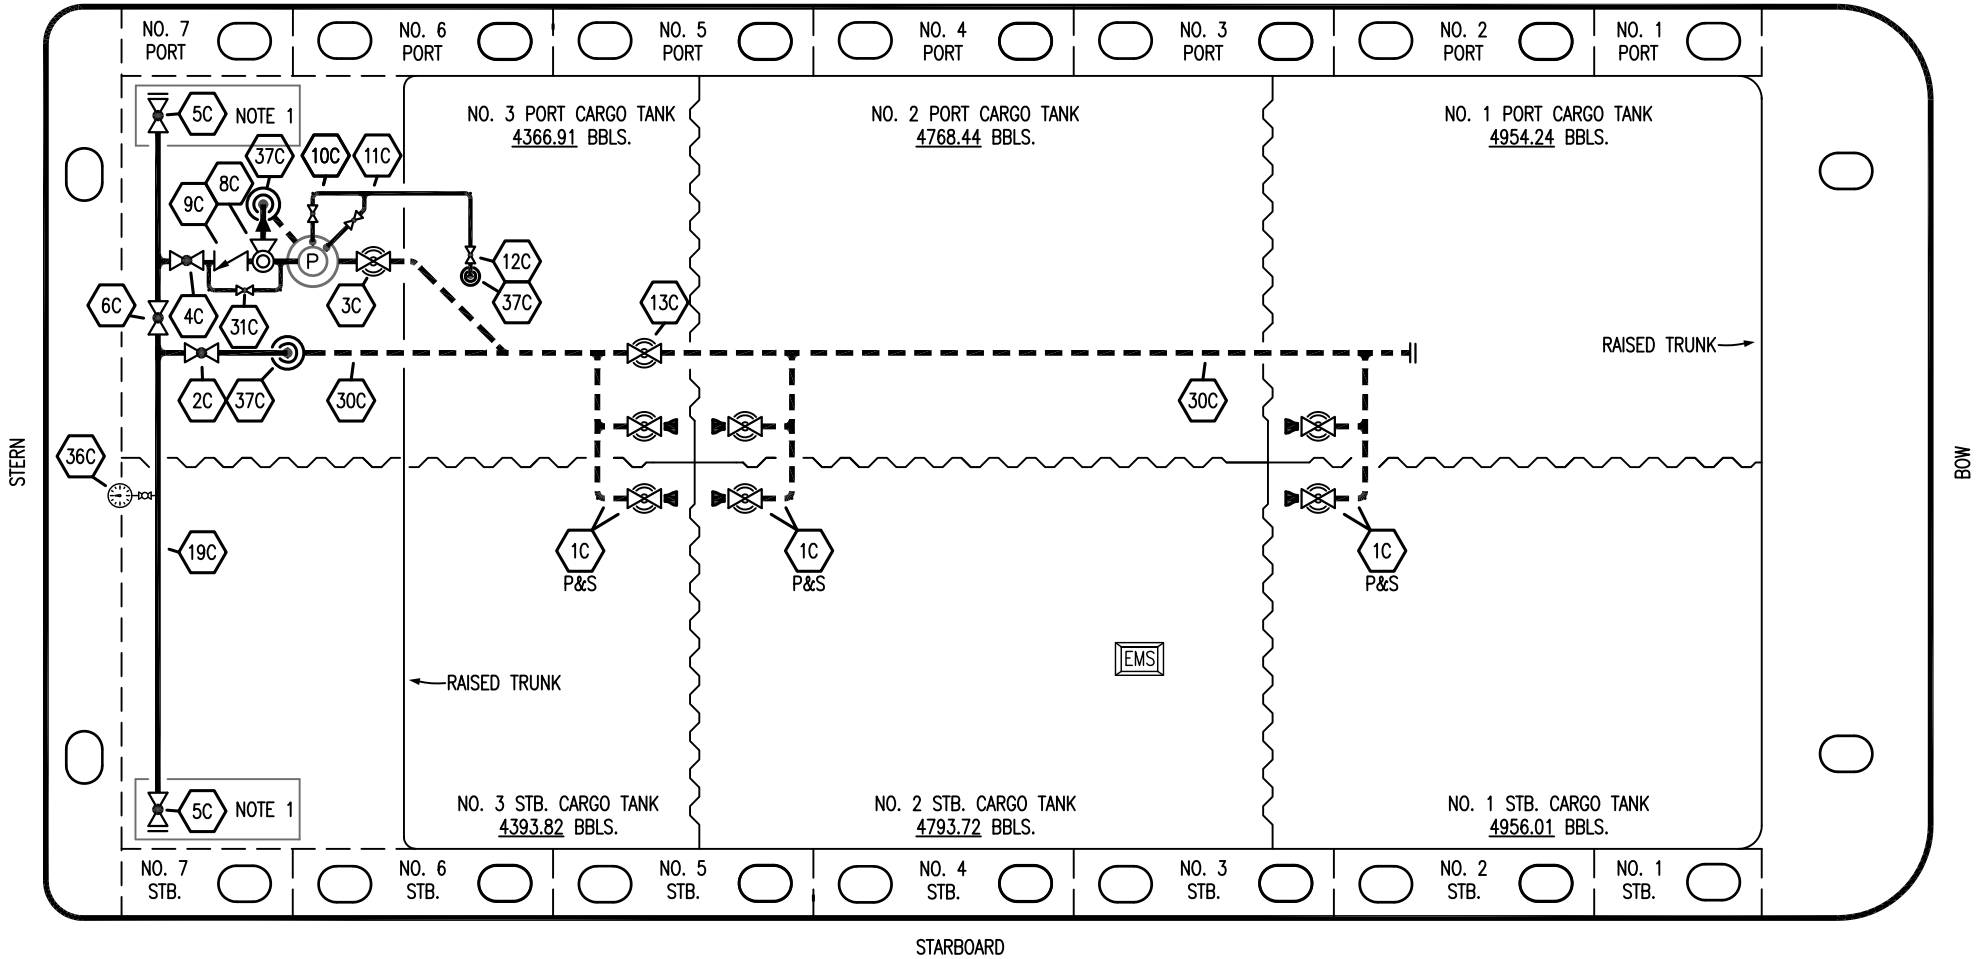 NO. 7
PORT
NO. 6
PORT
NO. 5
PORT
NO. 4
PORT
NO. 3
PORT
NO. 2
PORT
NO. 1
PORT
5C
NOTE 1
NO. 3 PORT CARGO TANK
4366.91 BBLS.
NO. 2 PORT CARGO TANK
4768.44 BBLS.
NO. 1 PORT CARGO TANK
4954.24 BBLS.
37C
10C
11C
8C
9C
P
12C
37C
3C
13C
6C
4C
31C
RAISED TRUNK
2C
37C
30C
30C
36C
STERN
BOW
19C
1C
P&S
1C
P&S
1C
P&S
EMS
RAISED TRUNK
5C
NOTE 1
NO. 3 STB. CARGO TANK
4393.82 BBLS.
NO. 2 STB. CARGO TANK
4793.72 BBLS.
NO. 1 STB. CARGO TANK
4956.01 BBLS.
NO. 7
STB.
NO. 6
STB.
NO. 5
STB.
NO. 4
STB.
NO. 3
STB.
NO. 2
STB.
NO. 1
STB.
STARBOARD